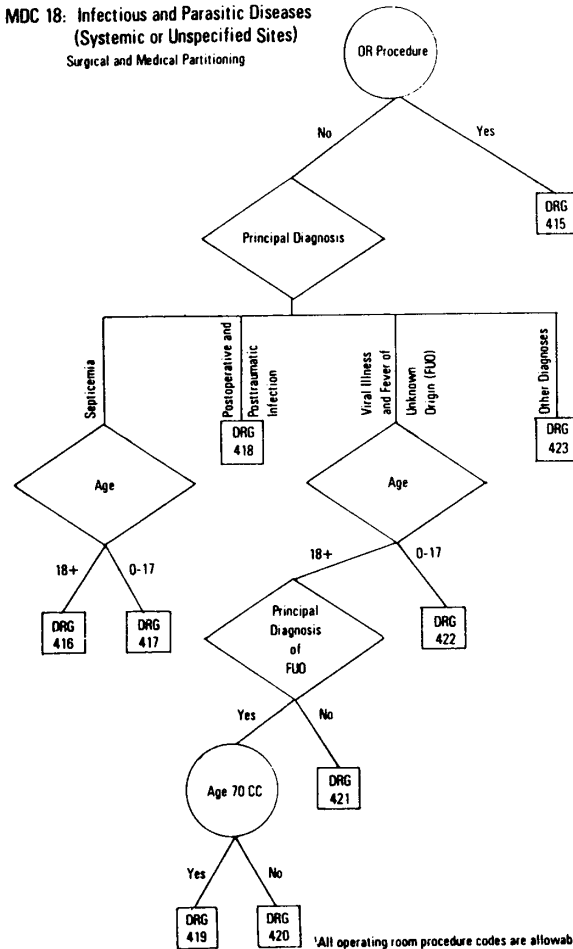 MDC 18: Infectious and Parasitic Diseases
(Systemic or Unspecified Sites)
Surgical and Medical Partitioning
OR Procedure
No
Yes
DRG
415
Principal Diagnosis
Septicemia
Postoperative and
Posttraumatic
Infection
Viral Illness
and Fever of
Unknown
Origin (FUO)
Other Diagnoses
DRG
418
DRG
423
Age
Age
18+
0-17
18+
0-17
DRG
416
DRG
417
Principal
Diagnosis
of
FUO
DRG
422
Yes
No
Age 70 CC
DRG
421
Yes
No
DRG
419
DRG
420
¹All operating room procedure codes are allowab